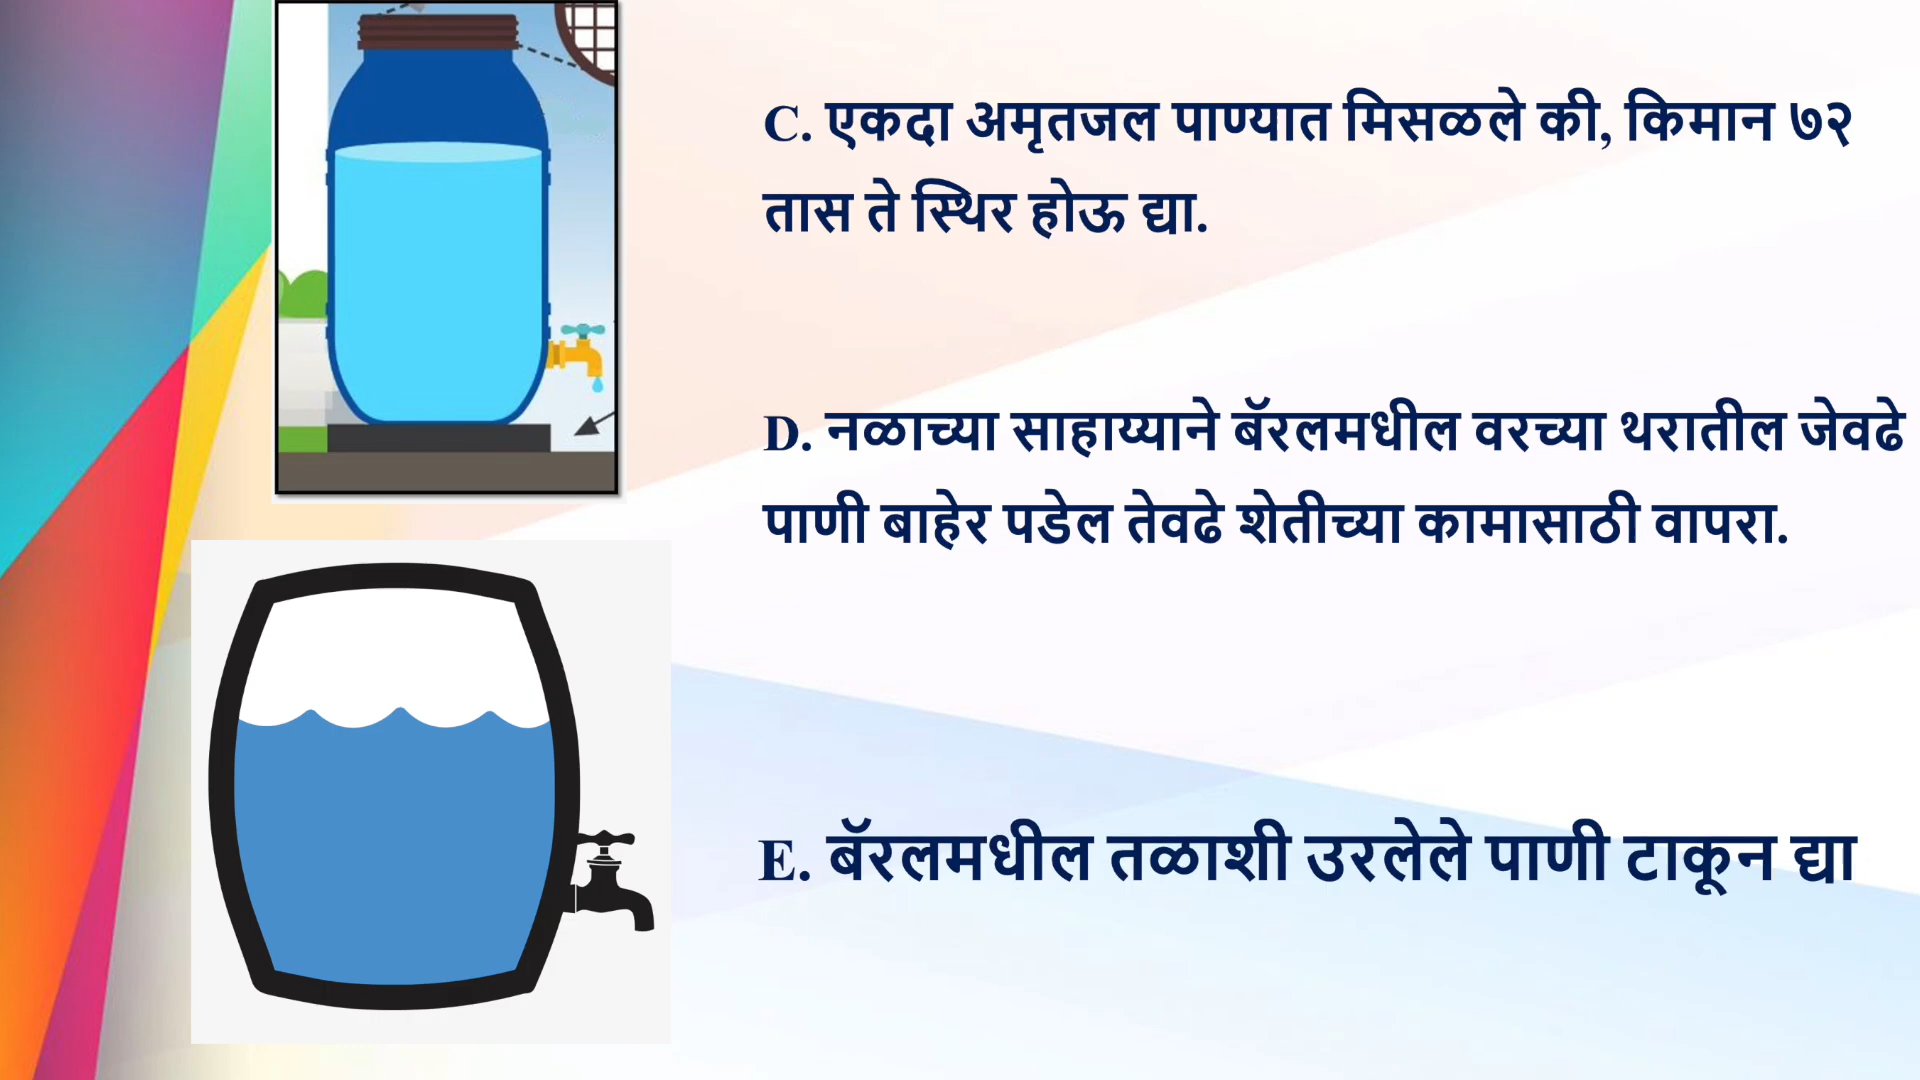 C. एकदा अमृतजल पाण्यात मिसळले की, किमान ७२
तास ते स्थिर होऊ द्या.
D. नळाच्या साहाय्याने बॅरलमधील वरच्या थरातील जेवढे
पाणी बाहेर पडेल तेवढे शेतीच्या कामासाठी वापरा.
E. बॅरलमधील तळाशी उरलेले पाणी टाकून द्या